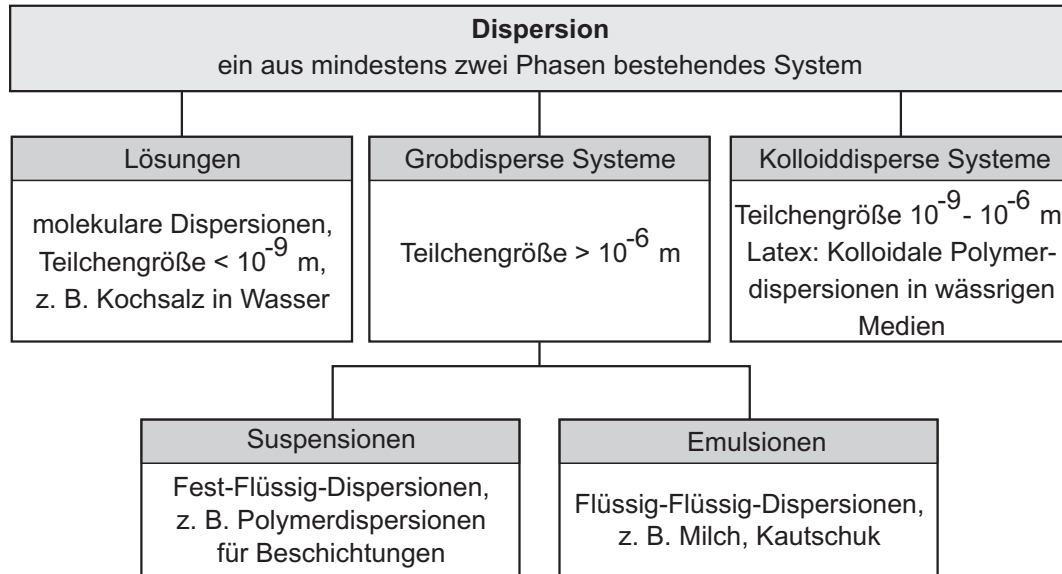 Dispersion
ein aus mindestens zwei Phasen bestehendes System
Lösungen
molekulare Dispersionen,
Teilchengröße < 10⁻⁹ m,
z. B. Kochsalz in Wasser
Grobdisperse Systeme
Teilchengröße > 10⁻⁶ m
Kolloiddisperse Systeme
Teilchengröße 10⁻⁹ - 10⁻⁶ m
Latex: Kolloidale Polymer-
dispersionen in wässrigen
Medien
Suspensionen
Fest-Flüssig-Dispersionen,
z. B. Polymerdispersionen
für Beschichtungen
Emulsionen
Flüssig-Flüssig-Dispersionen,
z. B. Milch, Kautschuk